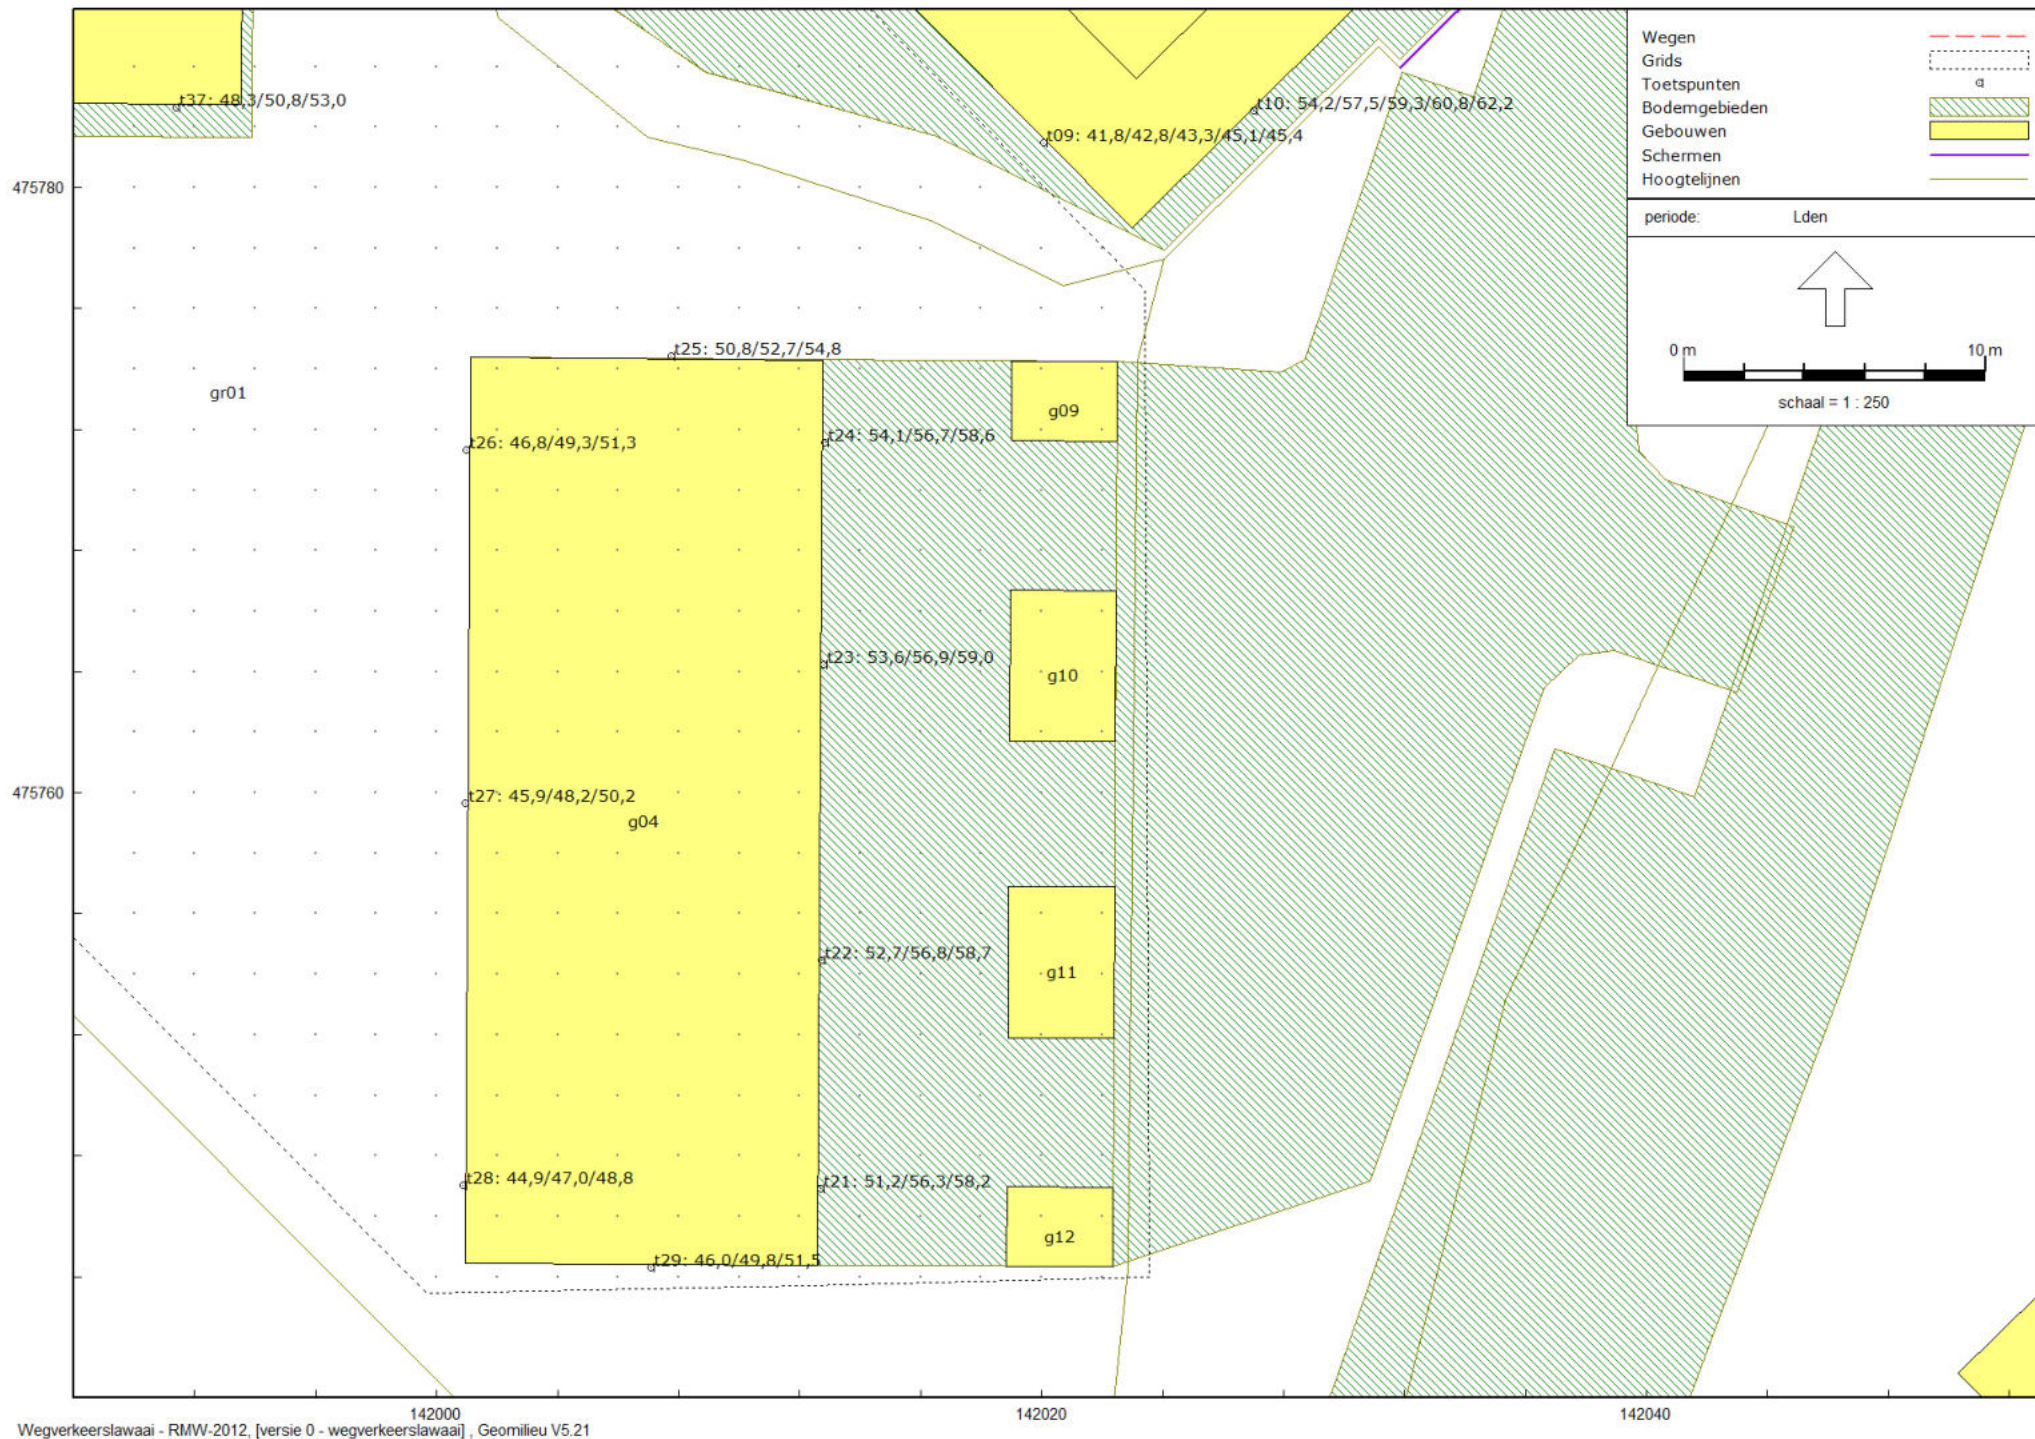 Wegen
Grids
Toetspunten
Bodemgebieden
Gebouwen
Schermen
Hoogtelijnen
periode: Lden
0 m 10 m
schaal = 1 : 250
t37: 48,3/50,8/53,0
t10: 54,2/57,5/59,3/60,8/62,2
t09: 41,8/42,8/43,3/45,1/45,4
475780
t25: 50,8/52,7/54,8
gr01
g09
t26: 46,8/49,3/51,3
t24: 54,1/56,7/58,6
t23: 53,6/56,9/59,0
g10
475760
t27: 45,9/48,2/50,2
g04
t22: 52,7/56,8/58,7
g11
t28: 44,9/47,0/48,8
t21: 51,2/56,3/58,2
g12
t29: 46,0/49,8/51,5
142000 142020 142040
Wegverkeerslawaai - RMW-2012, [versie 0 - wegverkeerslawaai] , Geomilieu V5.21